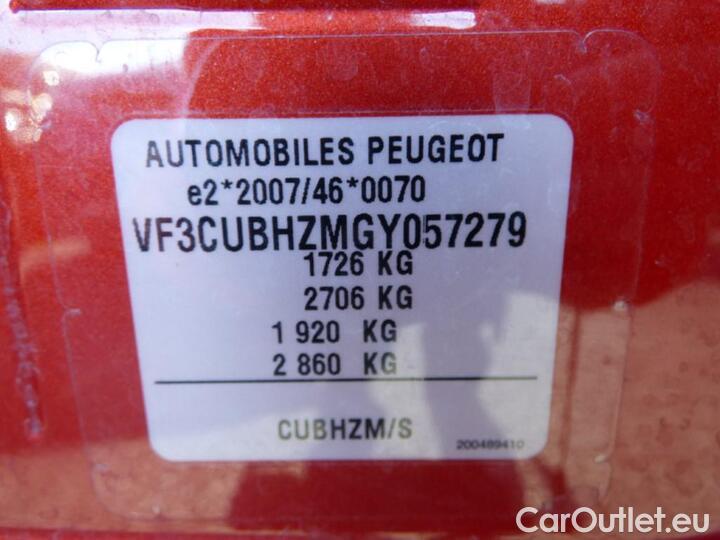 AUTOMOBILES PEUGEOT
e2*2007/46*0070
VF3CUBHZMGY057279
1726 KG
2706 KG
1 920 KG
2 860 KG
CUBHZM/S
200489410
CarOutlet.eu